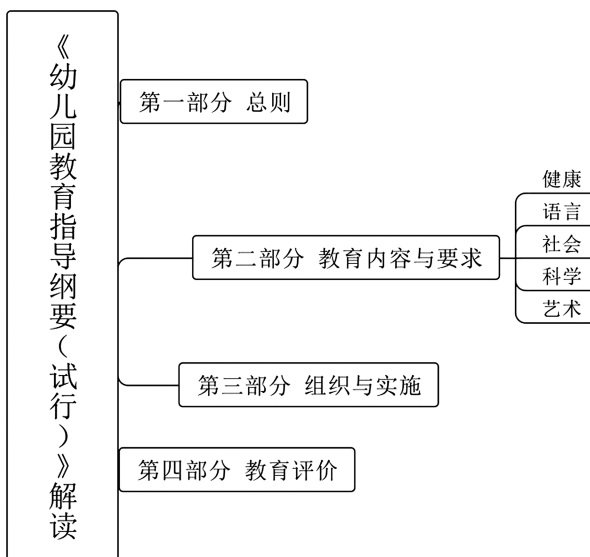 《幼儿园教育指导纲要(试行)》解读
第一部分 总则
第二部分 教育内容与要求
健康
语言
社会
科学
艺术
第三部分 组织与实施
第四部分 教育评价